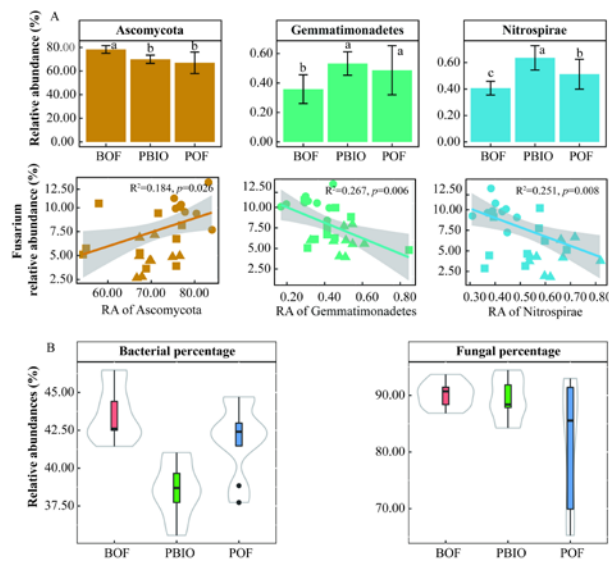 A
Ascomycota
Gemmatimonadetes
Nitrospirae
Relative abundance (%)
80.00
60.00
40.00
20.00
0.00
a
b
b
BOF
PBIO
POF
0.60
0.40
0.20
0.00
b
a
a
BOF
PBIO
POF
0.60
0.40
0.20
0.00
c
a
b
BOF
PBIO
POF
Fusarium
relative abundance (%)
12.50
10.00
7.50
5.00
2.50
R²=0.184, p=0.026
60.00
70.00
80.00
RA of Ascomycota
12.50
10.00
7.50
5.00
2.50
R²=0.267, p=0.006
0.20
0.40
0.60
0.80
RA of Gemmatimonadetes
12.50
10.00
7.50
5.00
2.50
R²=0.251, p=0.008
0.30
0.40
0.50
0.60
0.70
0.80
RA of Nitrospirae
B
Bacterial percentage
Fungal percentage
Relative abundances (%)
45.00
42.50
39.00
37.50
BOF
PBIO
POF
90.00
80.00
70.00
BOF
PBIO
POF